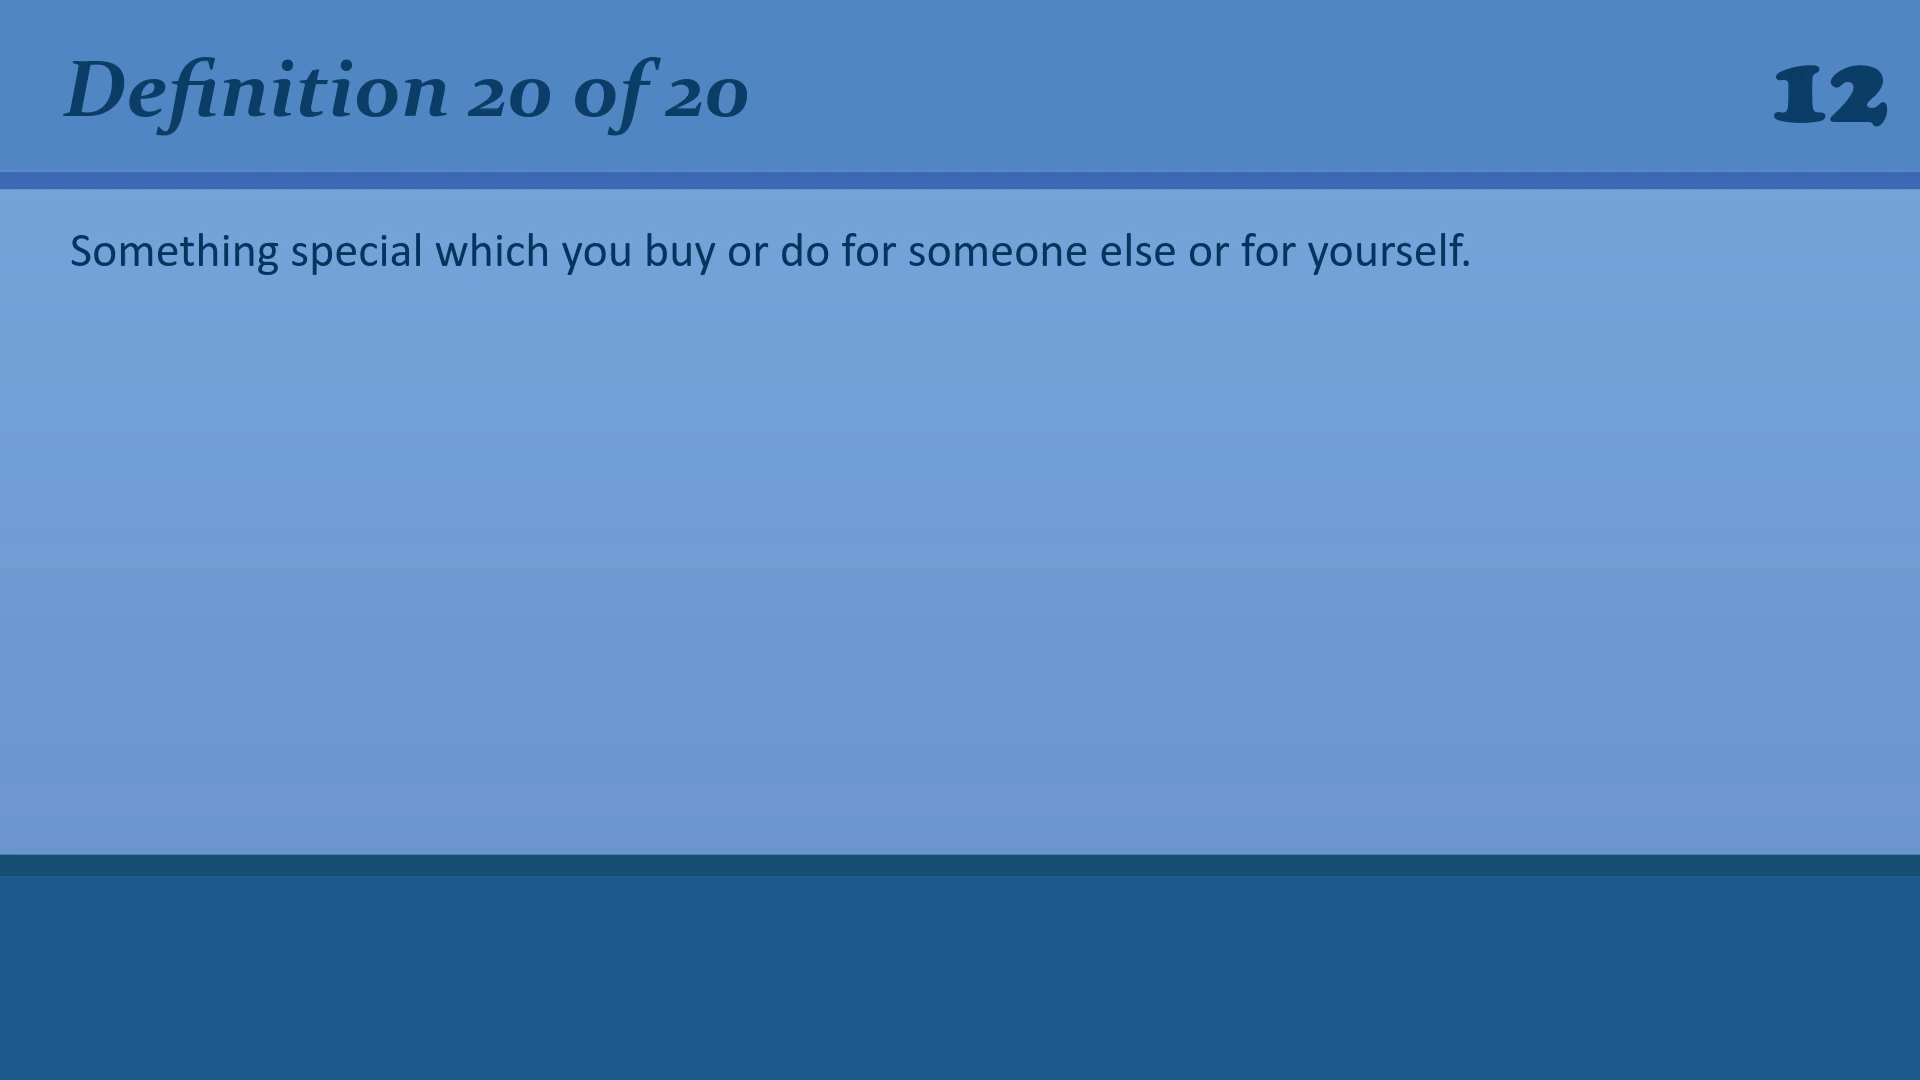 Definition 20 of 20
12
Something special which you buy or do for someone else or for yourself.